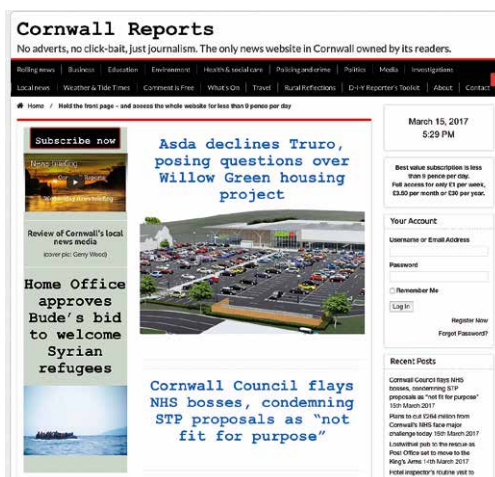 Cornwall Reports
No adverts, no click-bait, just journalism. The only news website in Cornwall owned by its readers.
Rolling news Business Education Environment Health & social care Policing and crime Politics Media Investigations
Local news Weather & Tide Times Comment is Free What's On Travel Rural Reflections D-I-Y Reporter's Toolkit About Contact
Home / Hold the front page – and access the whole website for less than 9 pence per day
Subscribe now
News Briefing
Review of Cornwall's local
news media
(cover pic: Gerry Wood)
Home Office
approves
Bude's bid
to welcome
Syrian
refugees
Asda declines Truro,
posing questions over
Willow Green housing
project
Cornwall Council flays
NHS bosses, condemning
STP proposals as "not
fit for purpose"
March 15, 2017
5:29 PM
Best value subscription is less
than 9 pence per day.
Full access for only £1 per week,
£3.50 per month or £30 per year.
Your Account
Username or Email Address
Password
Remember Me
Log In
Register Now
Forgot Password?
Recent Posts
Cornwall Council flays NHS
bosses, condemning STP
proposals as "not fit for purpose"
15th March 2017
Plans to cut £264 million from
Cornwall's NHS face major
challenge today 15th March 2017
Lostwithiel pub to the rescue as
Post Office set to move to the
King's Arms 14th March 2017
Hotel inspector's routine visit to